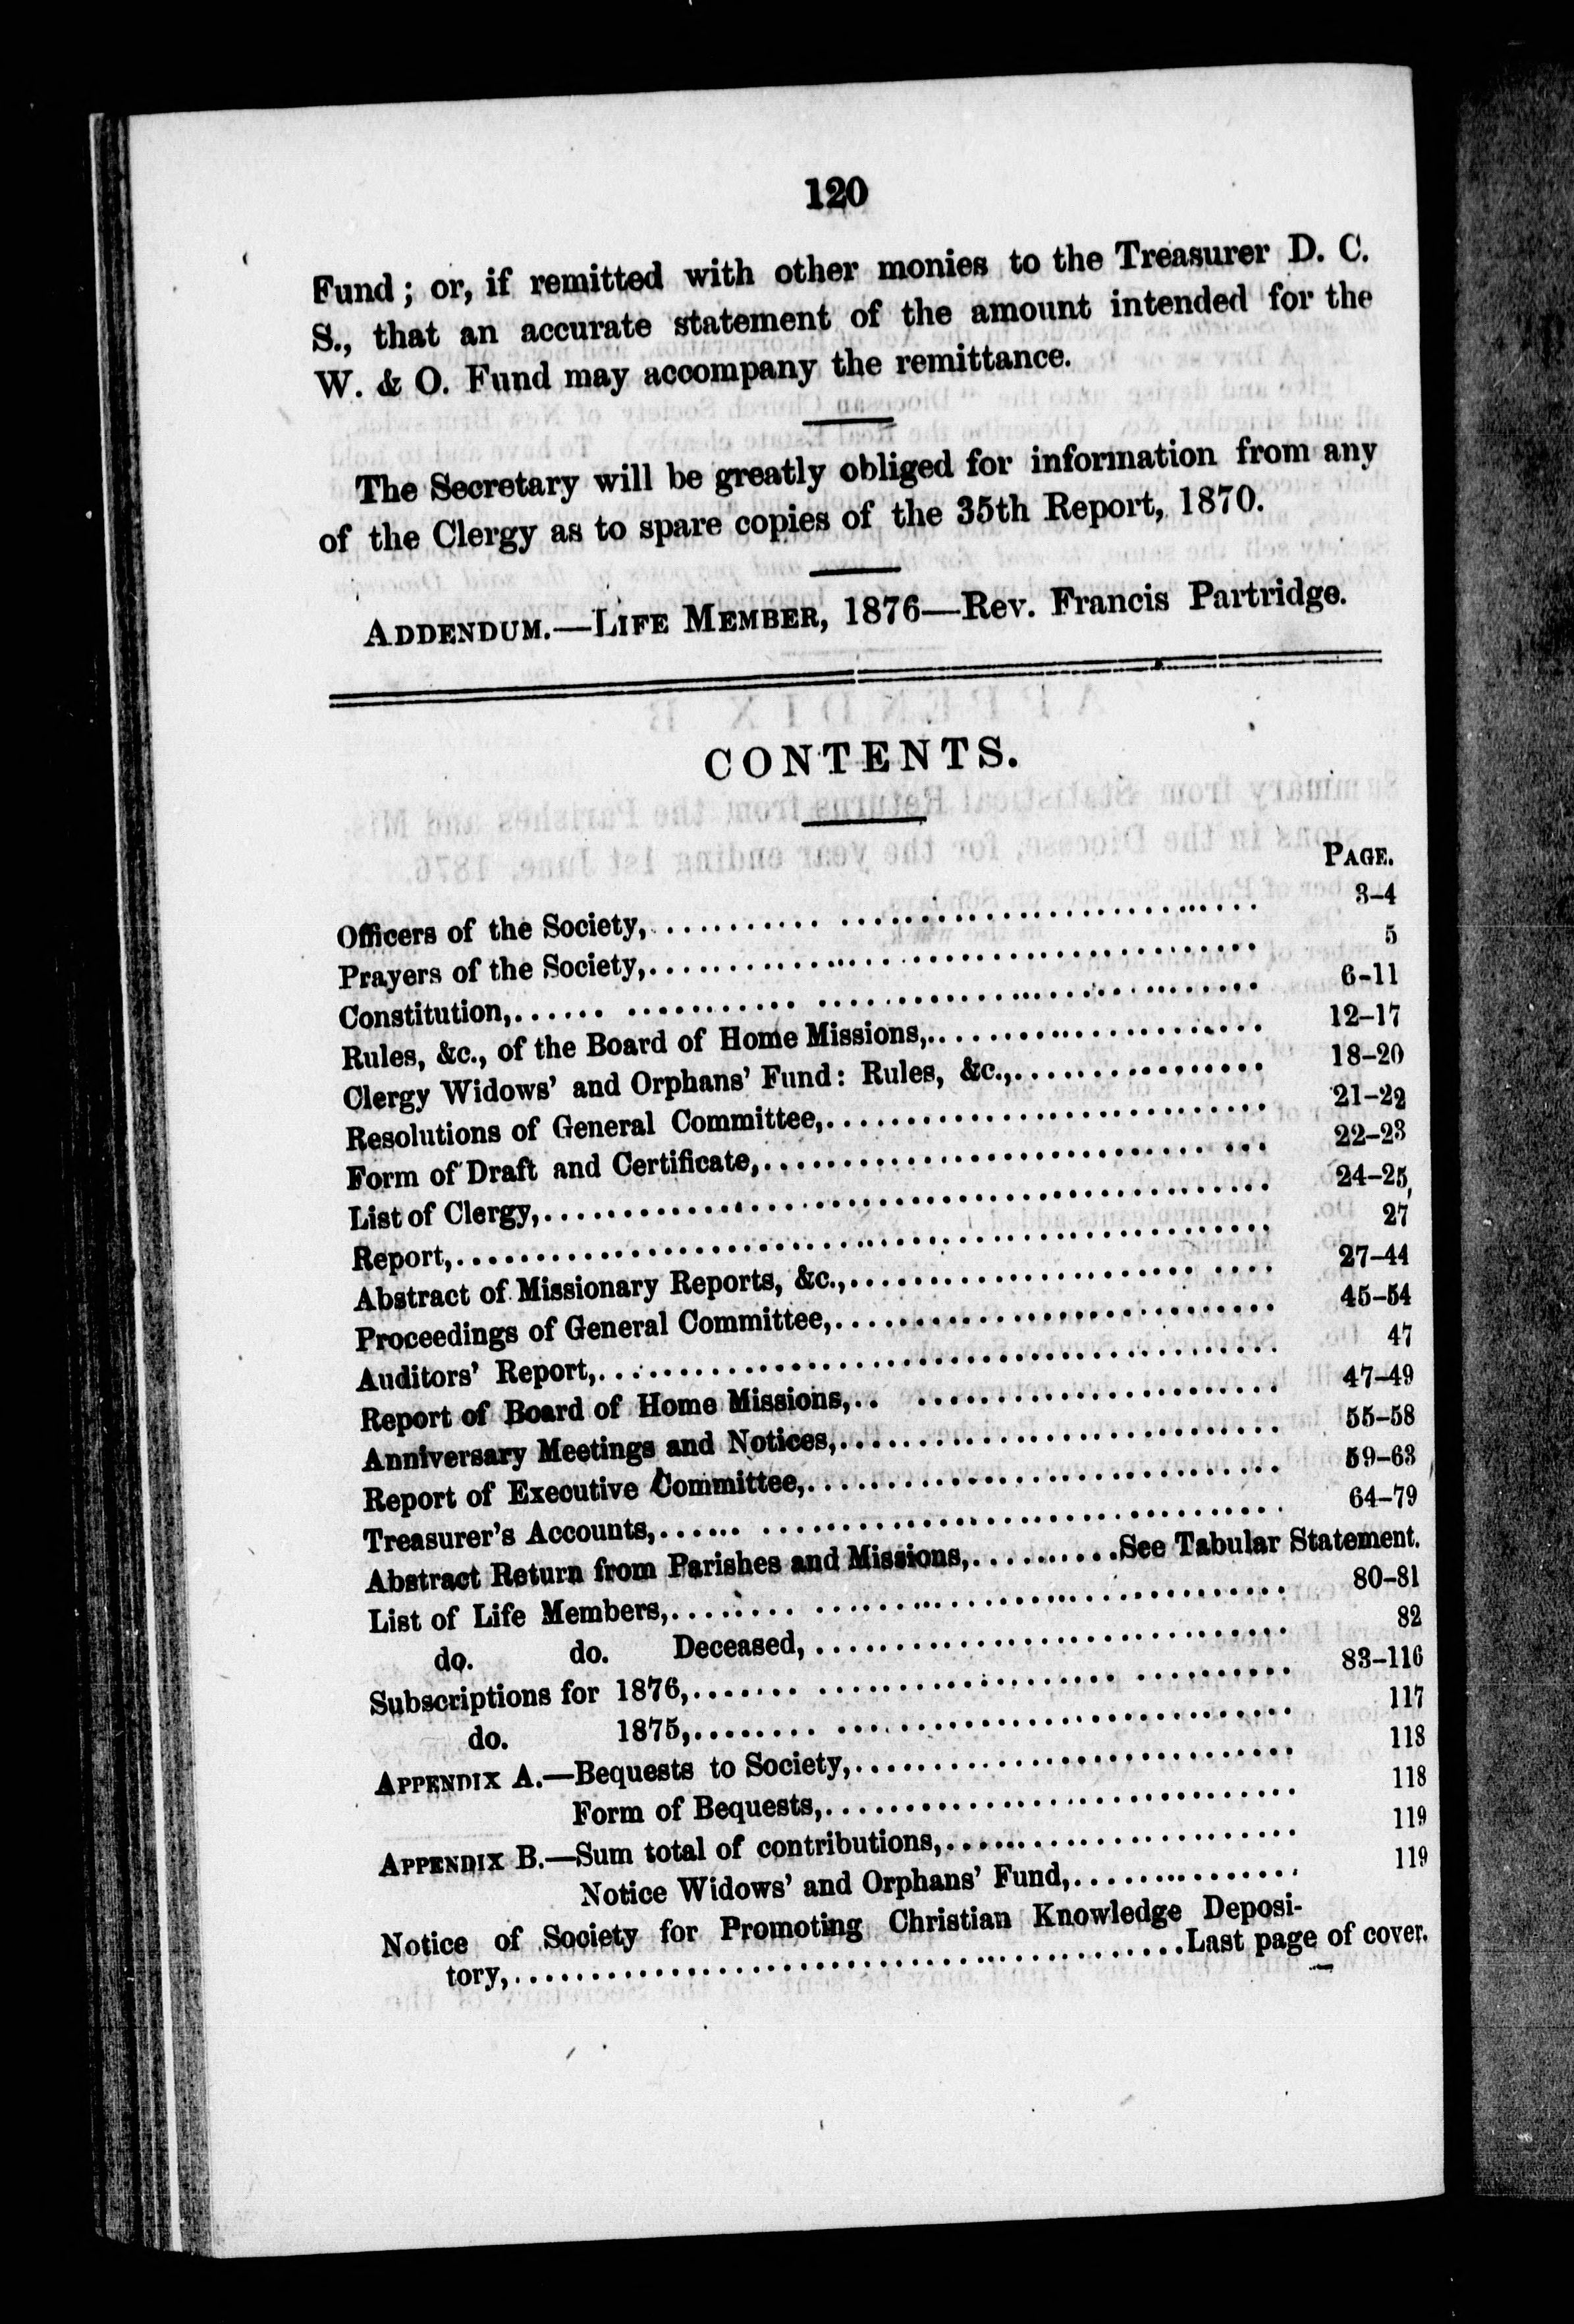 120
Fund; or, if remitted with other monies to the Treasurer D. C.
S., that an accurate statement of the amount intended for the
W. & O. Fund may accompany the remittance.
The Secretary will be greatly obliged for information from any
of the Clergy as to spare copies of the 35th Report, 1870.
ADDENDUM.—LIFE MEMBER, 1876—Rev. Francis Partridge.
CONTENTS.
PAGE.
Officers of the Society, 3-4
Prayers of the Society, 5
Constitution, 6-11
Rules, &c., of the Board of Home Missions, 12-17
Clergy Widows' and Orphans' Fund: Rules, &c., 18-20
Resolutions of General Committee, 21-22
Form of Draft and Certificate, 22-23
List of Clergy, 24-25
Report, 27
Abstract of Missionary Reports, &c., 27-44
Proceedings of General Committee, 45-54
Auditors' Report, 47
Report of Board of Home Missions, 47-49
Anniversary Meetings and Notices, 55-58
Report of Executive Committee, 59-63
Treasurer's Accounts, 64-79
Abstract Return from Parishes and Missions, See Tabular Statement.
List of Life Members, 80-81
do. do. Deceased, 82
Subscriptions for 1876, 83-116
do. 1875, 117
APPENDIX A.—Bequests to Society, 118
Form of Bequests, 118
APPENDIX B.—Sum total of contributions, 119
Notice Widows' and Orphans' Fund, 119
Notice of Society for Promoting Christian Knowledge Deposi-
tory, Last page of cover.